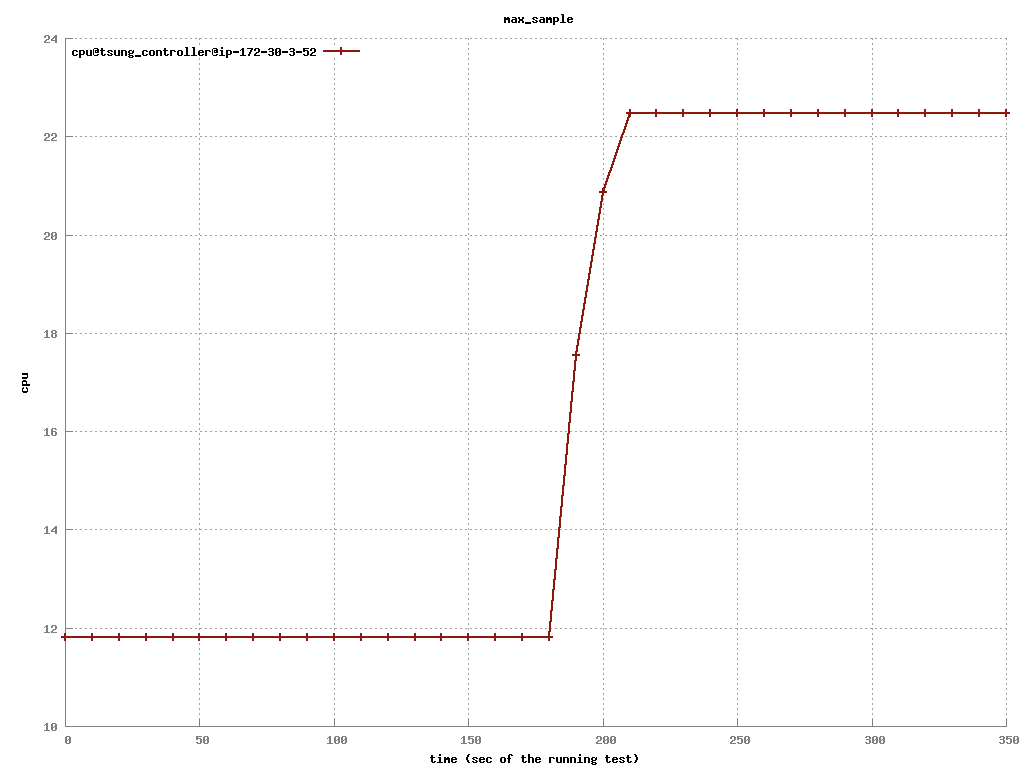 max_sample
24
cpu@tsung_controller@ip-172-30-3-52
22
20
18
cpu
16
14
12
10
0 50 100 150 200 250 300 350
time (sec of the running test)